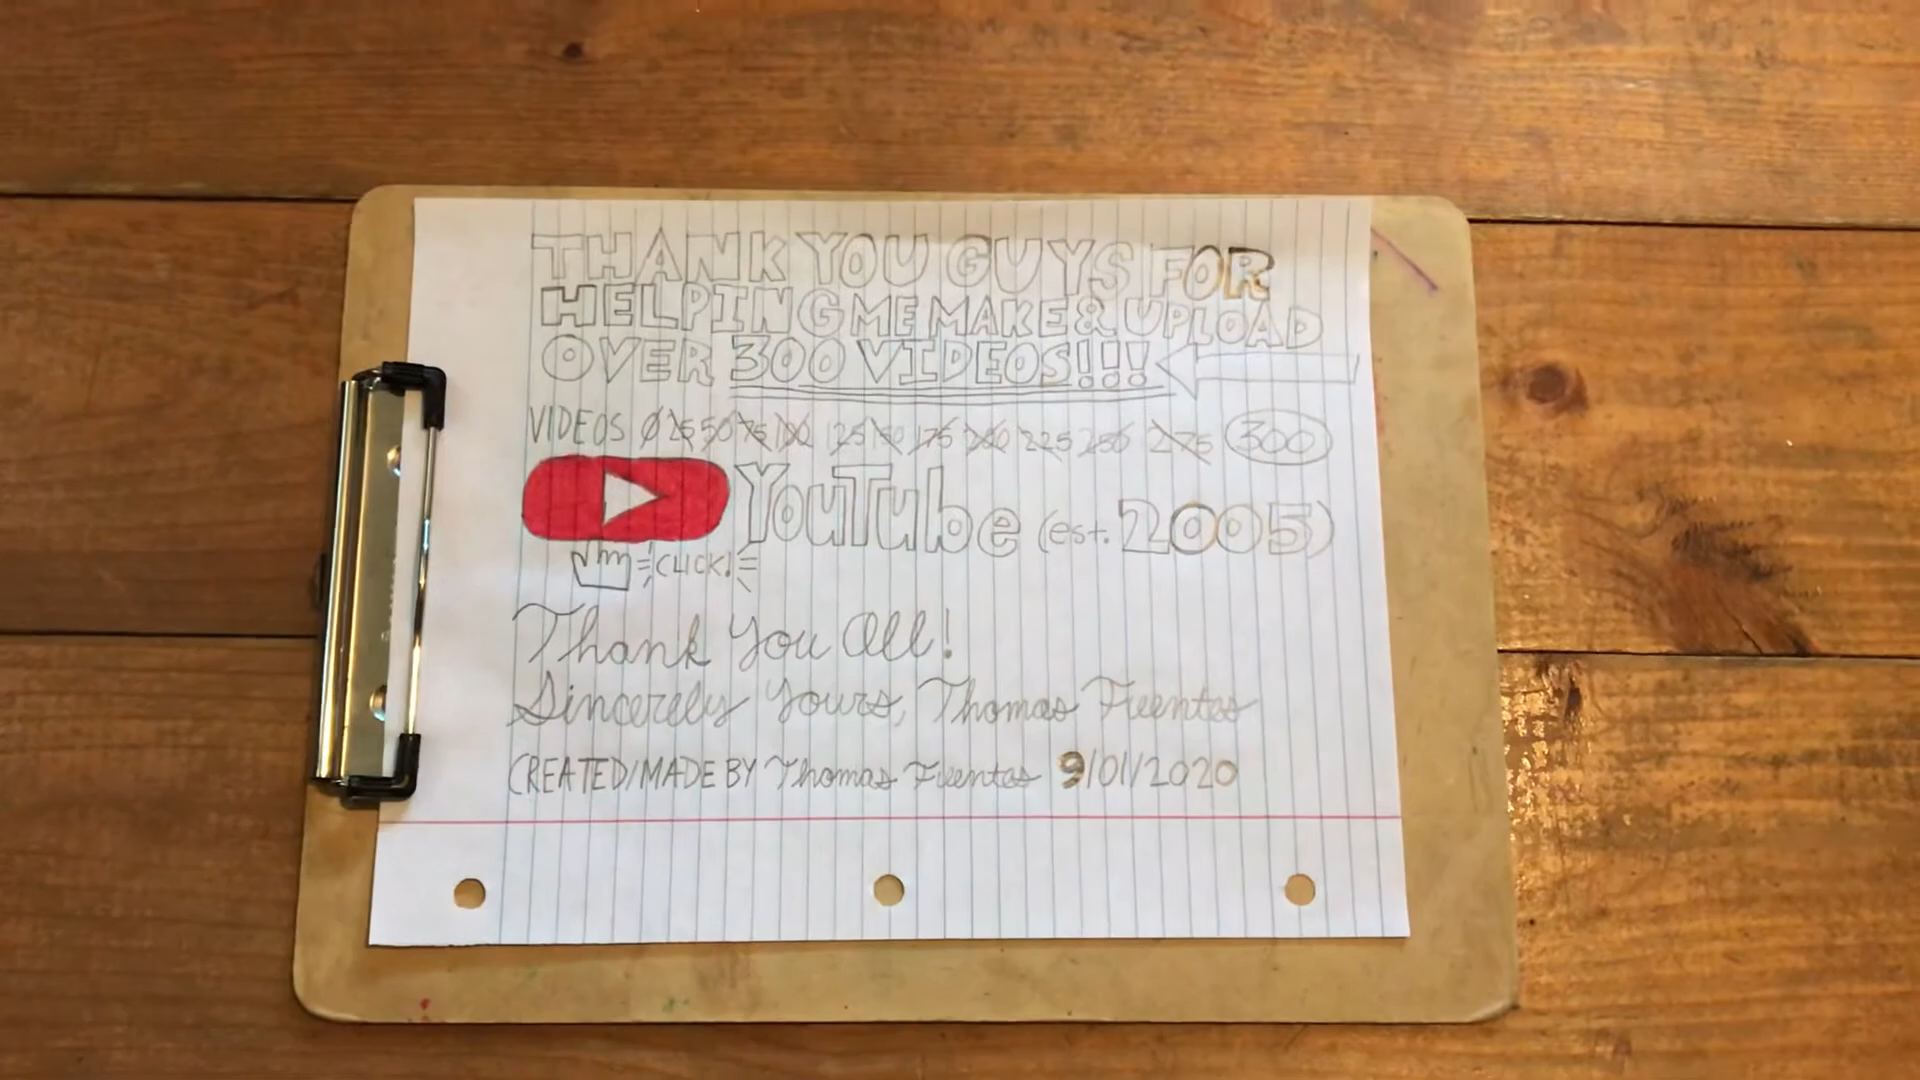 THANK YOU GUYS FOR
HELPING ME MAKE & UPLOAD
OVER 300 VIDEOS!!!
VIDEOS 0 25 50 75 100 125 150 175 200 225 250 275 300
YouTube (est. 2005)
CLICK!
Thank You All!
Sincerely Yours, Thomas Fuentes
CREATED/MADE BY Thomas Fuentes 9/01/2020